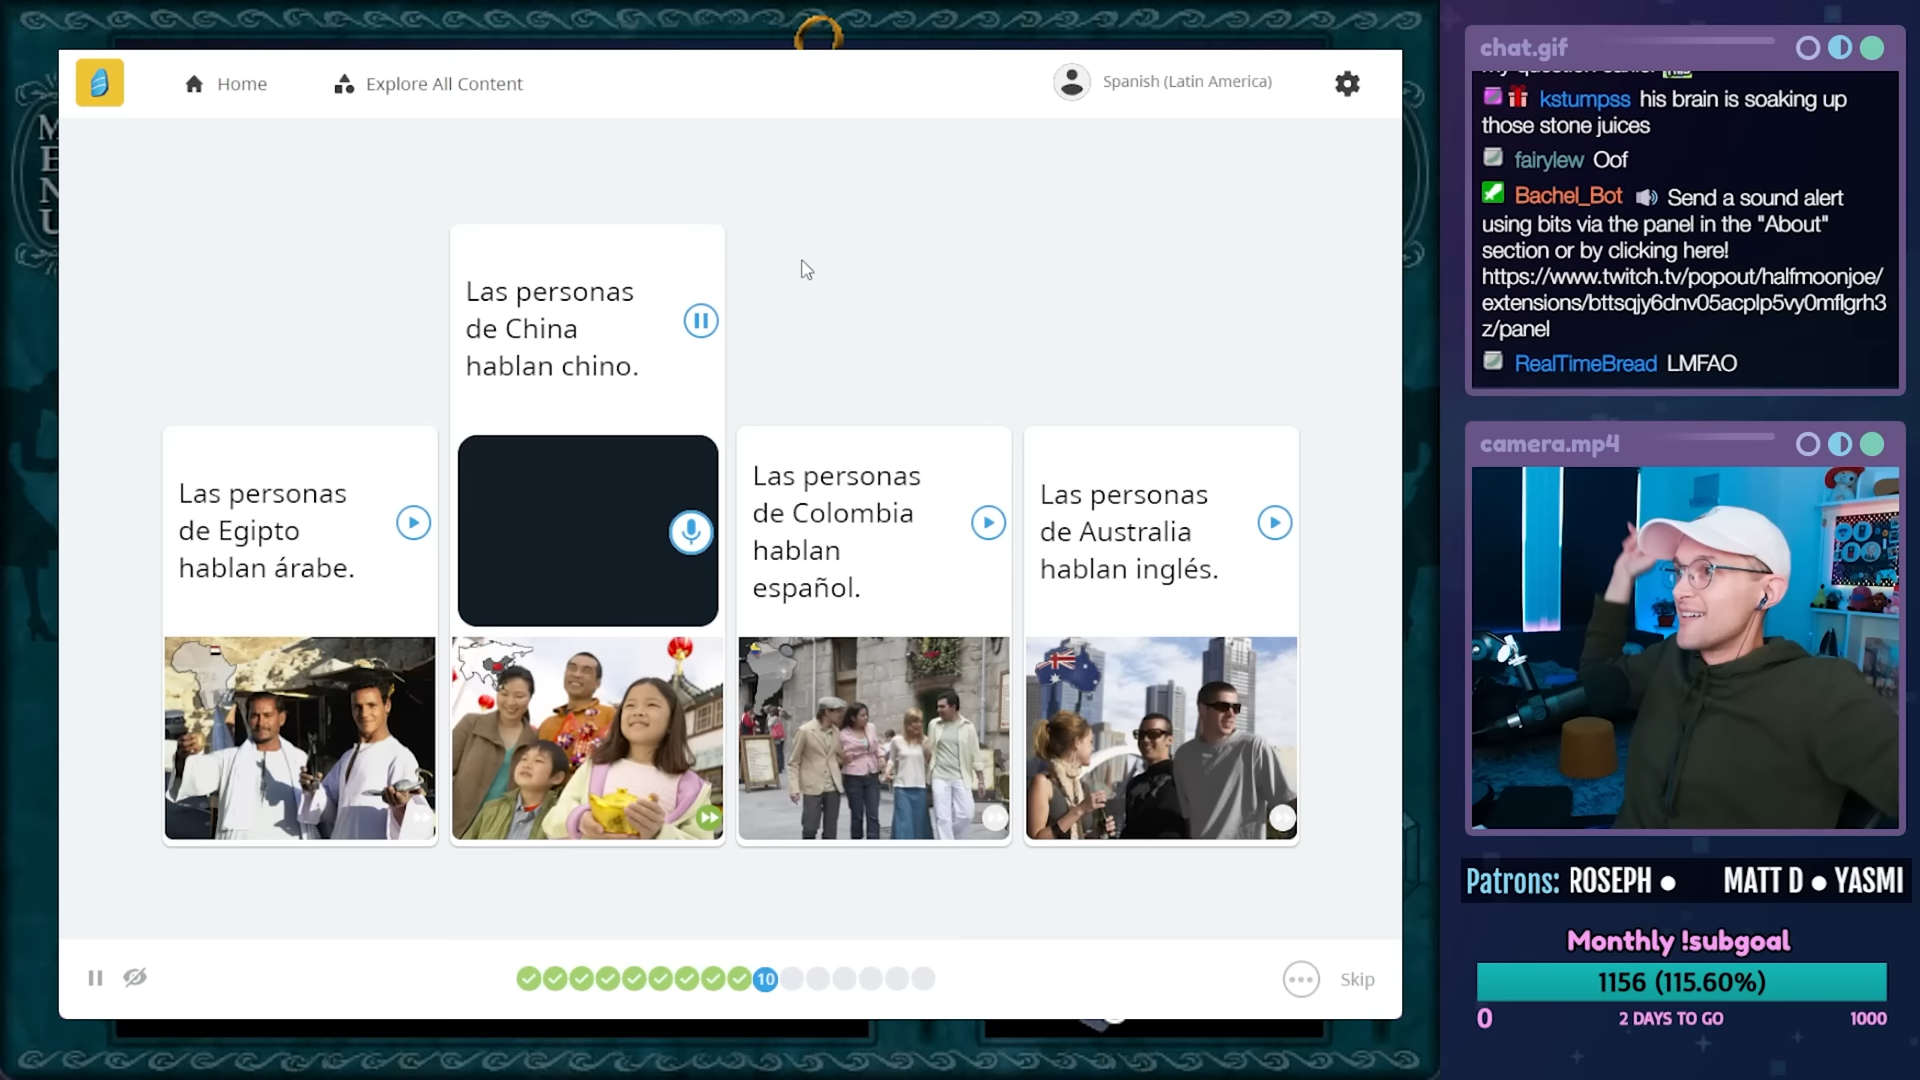 Home
Explore All Content
Spanish (Latin America)
Las personas
de China
hablan chino.
Las personas
de Egipto
hablan árabe.
Las personas
de Colombia
hablan
español.
Las personas
de Australia
hablan inglés.
10
Skip
chat.gif
kstumpss his brain is soaking up
those stone juices
fairylew Oof
Bachel_Bot Send a sound alert
using bits via the panel in the "About"
section or by clicking here!
https://www.twitch.tv/popout/halfmoonjoe/
extensions/bttsqjy6dnv05acplp5vy0mflgrh3
z/panel
RealTimeBread LMFAO
camera.mp4
Patrons: ROSEPH ● MATT D ● YASMI
Monthly !subgoal
1156 (115.60%)
0 2 DAYS TO GO 1000